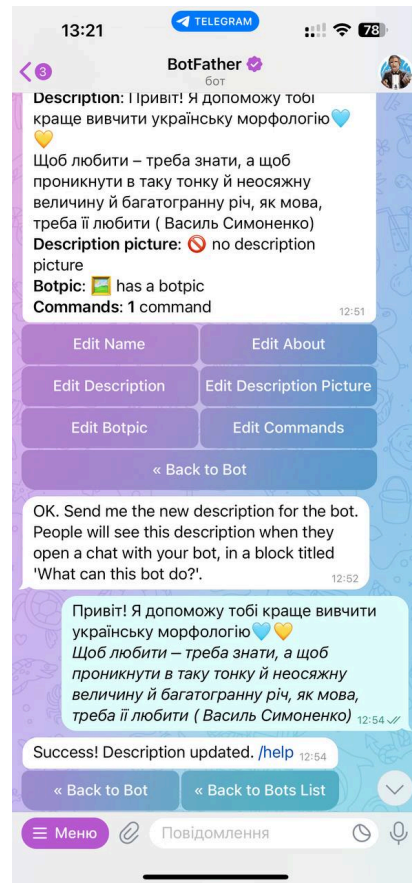 13:21
TELEGRAM
78
3
BotFather
бот
Description: Привіт! Я допоможу тобі
краще вивчити українську морфологію🩵
💛
Щоб любити – треба знати, а щоб
проникнути в таку тонку й неосяжну
величину й багатогранну річ, як мова,
треба її любити ( Василь Симоненко)
Description picture: 🚫 no description
picture
Botpic: 🖼️ has a botpic
Commands: 1 command
12:51
Edit Name
Edit About
Edit Description
Edit Description Picture
Edit Botpic
Edit Commands
« Back to Bot
OK. Send me the new description for the bot.
People will see this description when they
open a chat with your bot, in a block titled
'What can this bot do?'.
12:52
Привіт! Я допоможу тобі краще вивчити
українську морфологію🩵💛
Щоб любити – треба знати, а щоб
проникнути в таку тонку й неосяжну
величину й багатогранну річ, як мова,
треба її любити ( Василь Симоненко)
12:54
Success! Description updated. /help
12:54
« Back to Bot
« Back to Bots List
Меню
Повідомлення